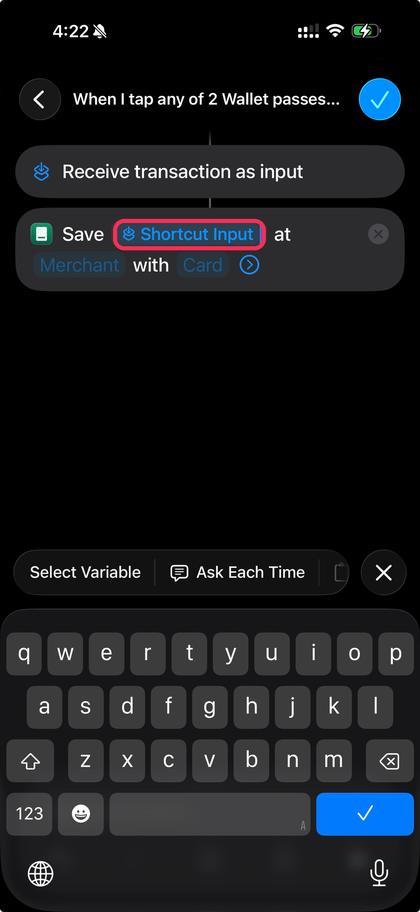 4:22
When I tap any of 2 Wallet passes...
Receive transaction as input
Save Shortcut Input at
Merchant with Card
Select Variable Ask Each Time
q w e r t y u i o p
a s d f g h j k l
z x c v b n m
123 A